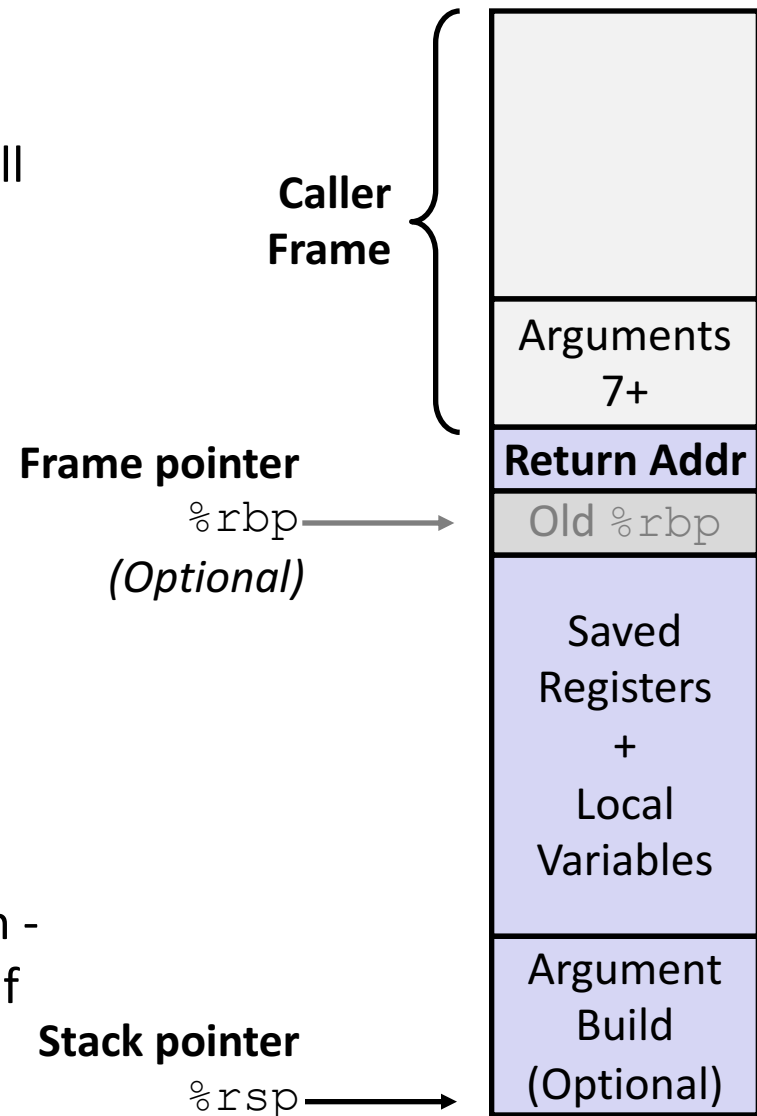 ll
Caller
Frame
Arguments
7+
Frame pointer
%rbp
(Optional)
Return Addr
Old %rbp
Saved
Registers
+
Local
Variables
n -
f
Stack pointer
%rsp
Argument
Build
(Optional)